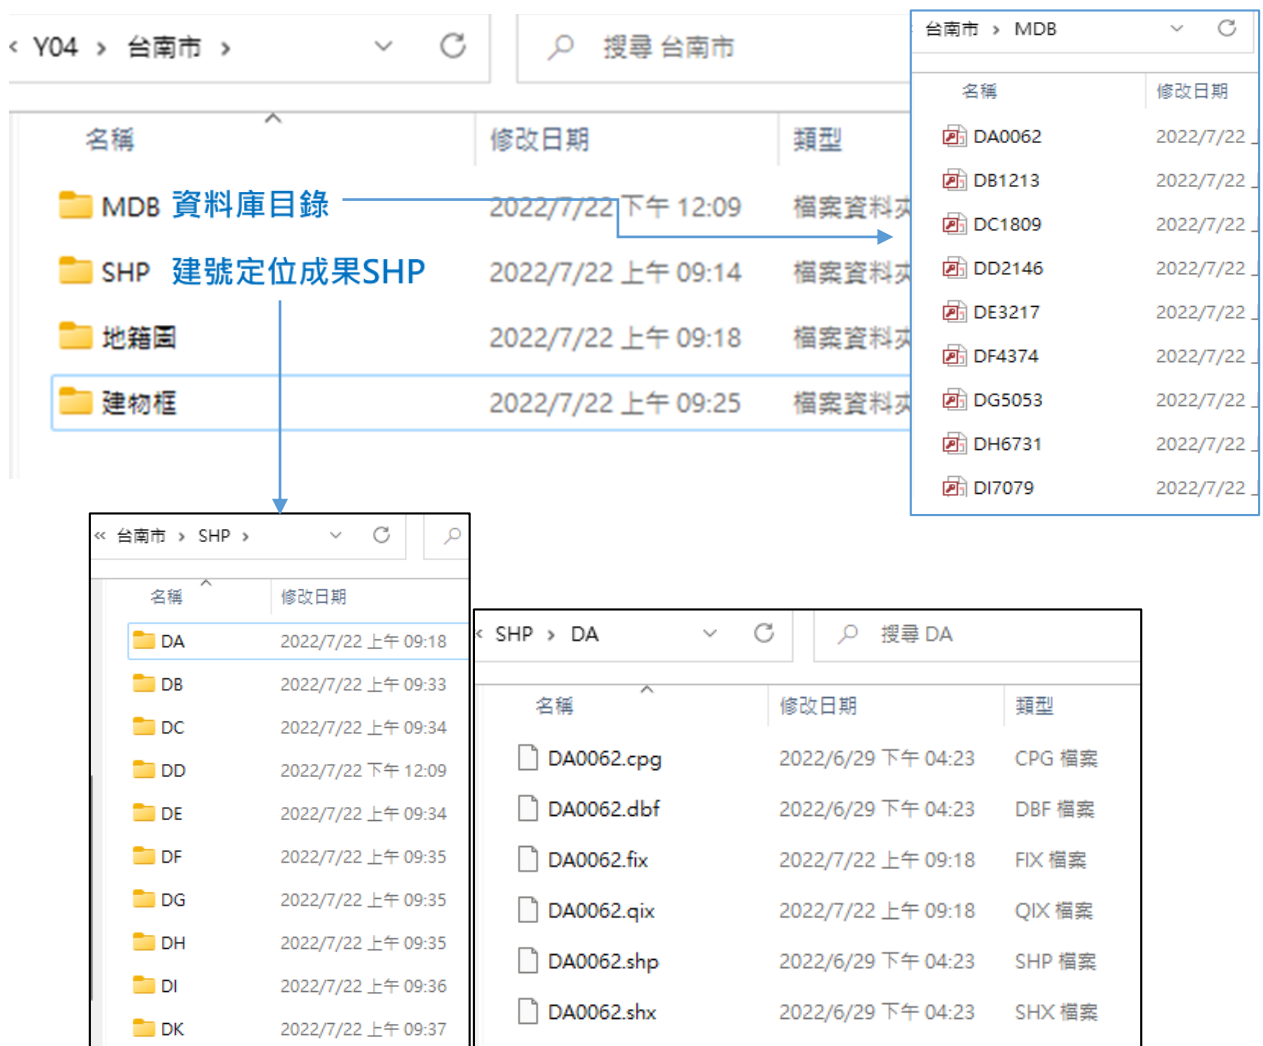 Y04 › 台南市 ›
搜尋 台南市
名稱 修改日期 類型
MDB 資料庫目錄 2022/7/22 下午 12:09 檔案資料夾
SHP 建號定位成果SHP 2022/7/22 上午 09:14 檔案資料夾
地籍圖 2022/7/22 上午 09:18 檔案資料夾
建物框 2022/7/22 上午 09:25 檔案資料夾
台南市 › MDB
名稱 修改日期
DA0062 2022/7/22
DB1213 2022/7/22
DC1809 2022/7/22
DD2146 2022/7/22
DE3217 2022/7/22
DF4374 2022/7/22
DG5053 2022/7/22
DH6731 2022/7/22
DI7079 2022/7/22
« 台南市 › SHP ›
名稱 修改日期
DA 2022/7/22 上午 09:18
DB 2022/7/22 上午 09:33
DC 2022/7/22 上午 09:34
DD 2022/7/22 下午 12:09
DE 2022/7/22 上午 09:34
DF 2022/7/22 上午 09:35
DG 2022/7/22 上午 09:35
DH 2022/7/22 上午 09:35
DI 2022/7/22 上午 09:36
DK 2022/7/22 上午 09:37
SHP › DA
搜尋 DA
名稱 修改日期 類型
DA0062.cpg 2022/6/29 下午 04:23 CPG 檔案
DA0062.dbf 2022/6/29 下午 04:23 DBF 檔案
DA0062.fix 2022/7/22 上午 09:18 FIX 檔案
DA0062.qix 2022/7/22 上午 09:18 QIX 檔案
DA0062.shp 2022/6/29 下午 04:23 SHP 檔案
DA0062.shx 2022/6/29 下午 04:23 SHX 檔案